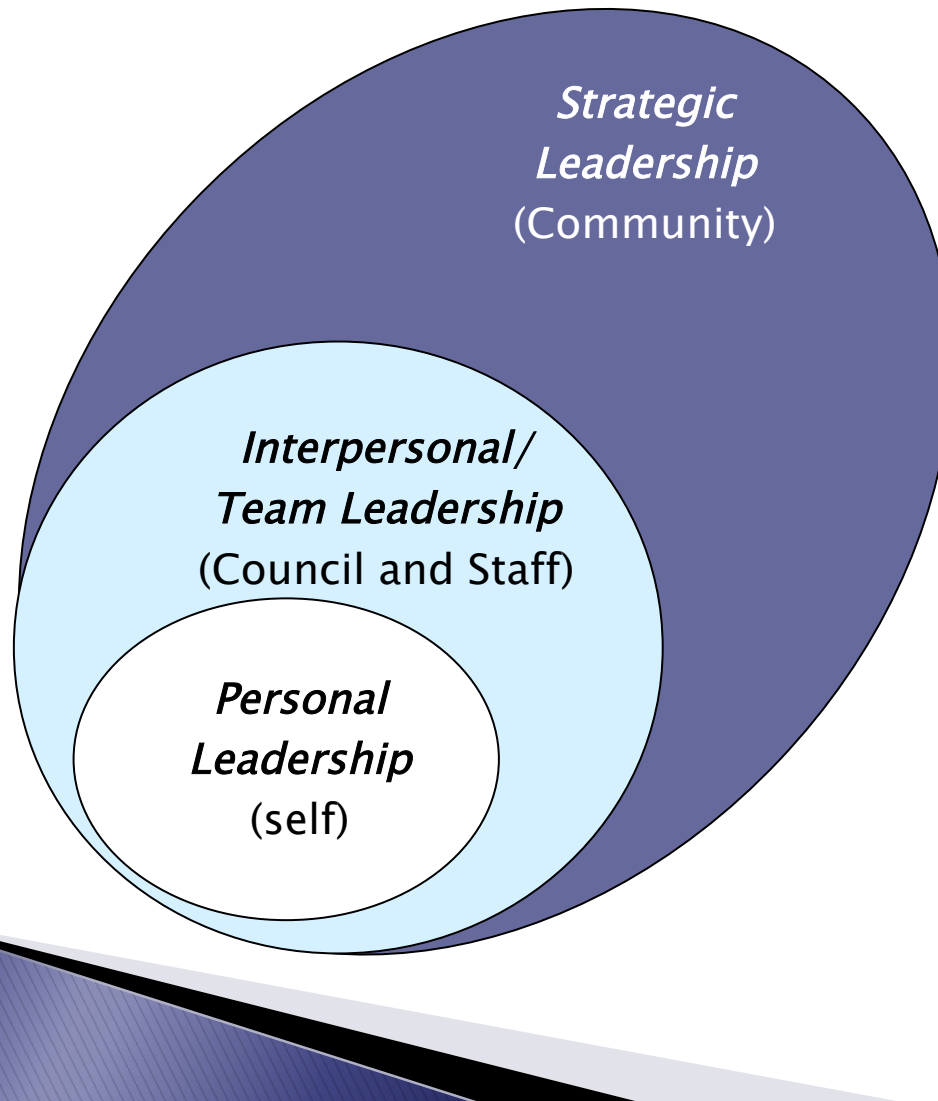 Strategic
Leadership
(Community)
Interpersonal/
Team Leadership
(Council and Staff)
Personal
Leadership
(self)